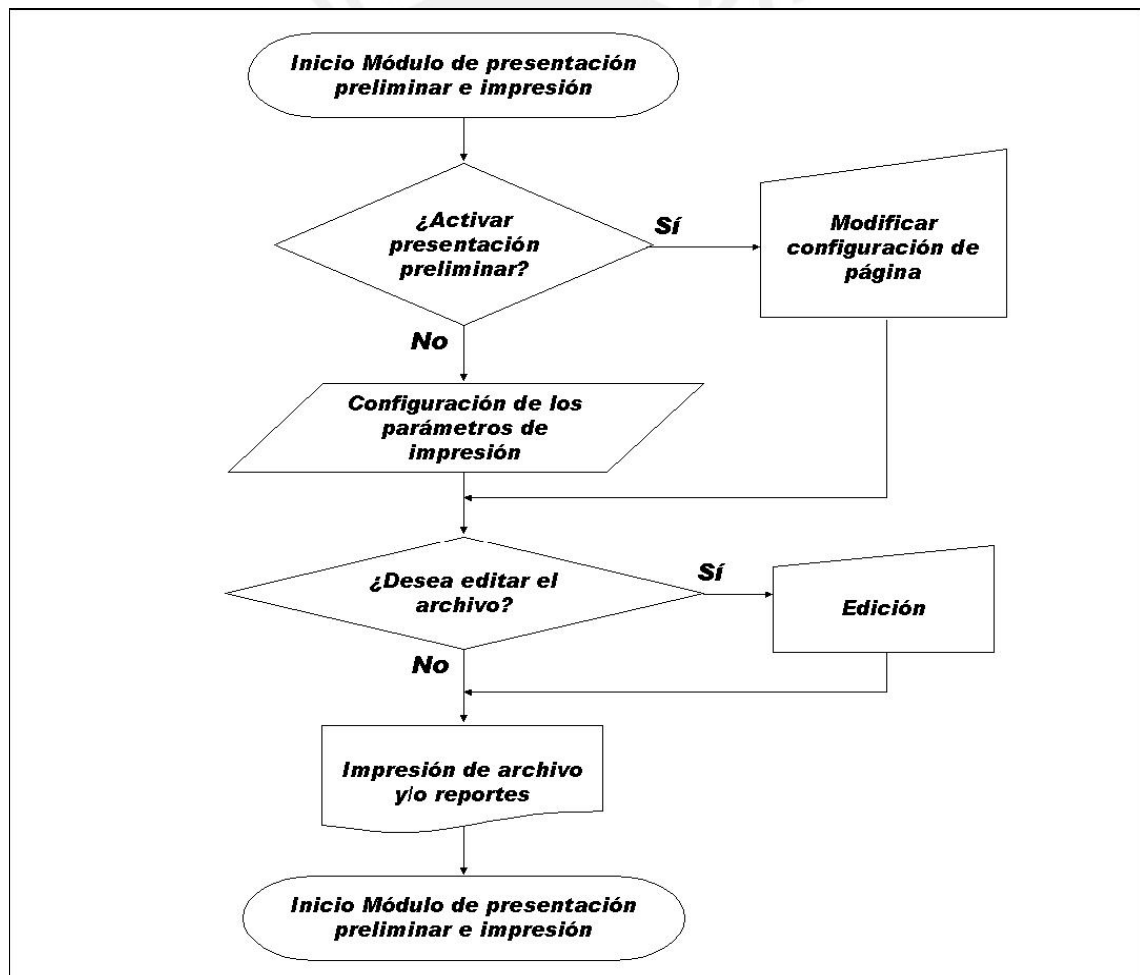 Inicio Módulo de presentación
preliminar e impresión
¿Activar
presentación
preliminar?
Sí
Modificar
configuración de
página
No
Configuración de los
parámetros de
impresión
¿Desea editar el
archivo?
Sí
Edición
No
Impresión de archivo
y/o reportes
Inicio Módulo de presentación
preliminar e impresión